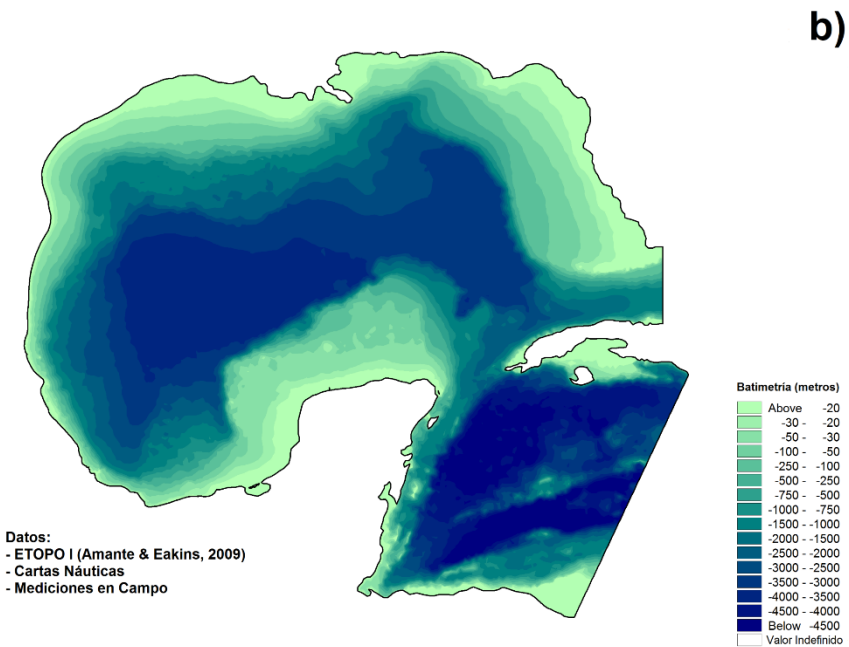 b)
Batimetría (metros)
Above -20
-30 - -20
-50 - -30
-100 - -50
-250 - -100
-500 - -250
-750 - -500
-1000 - -750
-1500 - -1000
-2000 - -1500
-2500 - -2000
-3000 - -2500
-3500 - -3000
-4000 - -3500
-4500 - -4000
Below -4500
Valor Indefinido
Datos:
- ETOPO I (Amante & Eakins, 2009)
- Cartas Náuticas
- Mediciones en Campo